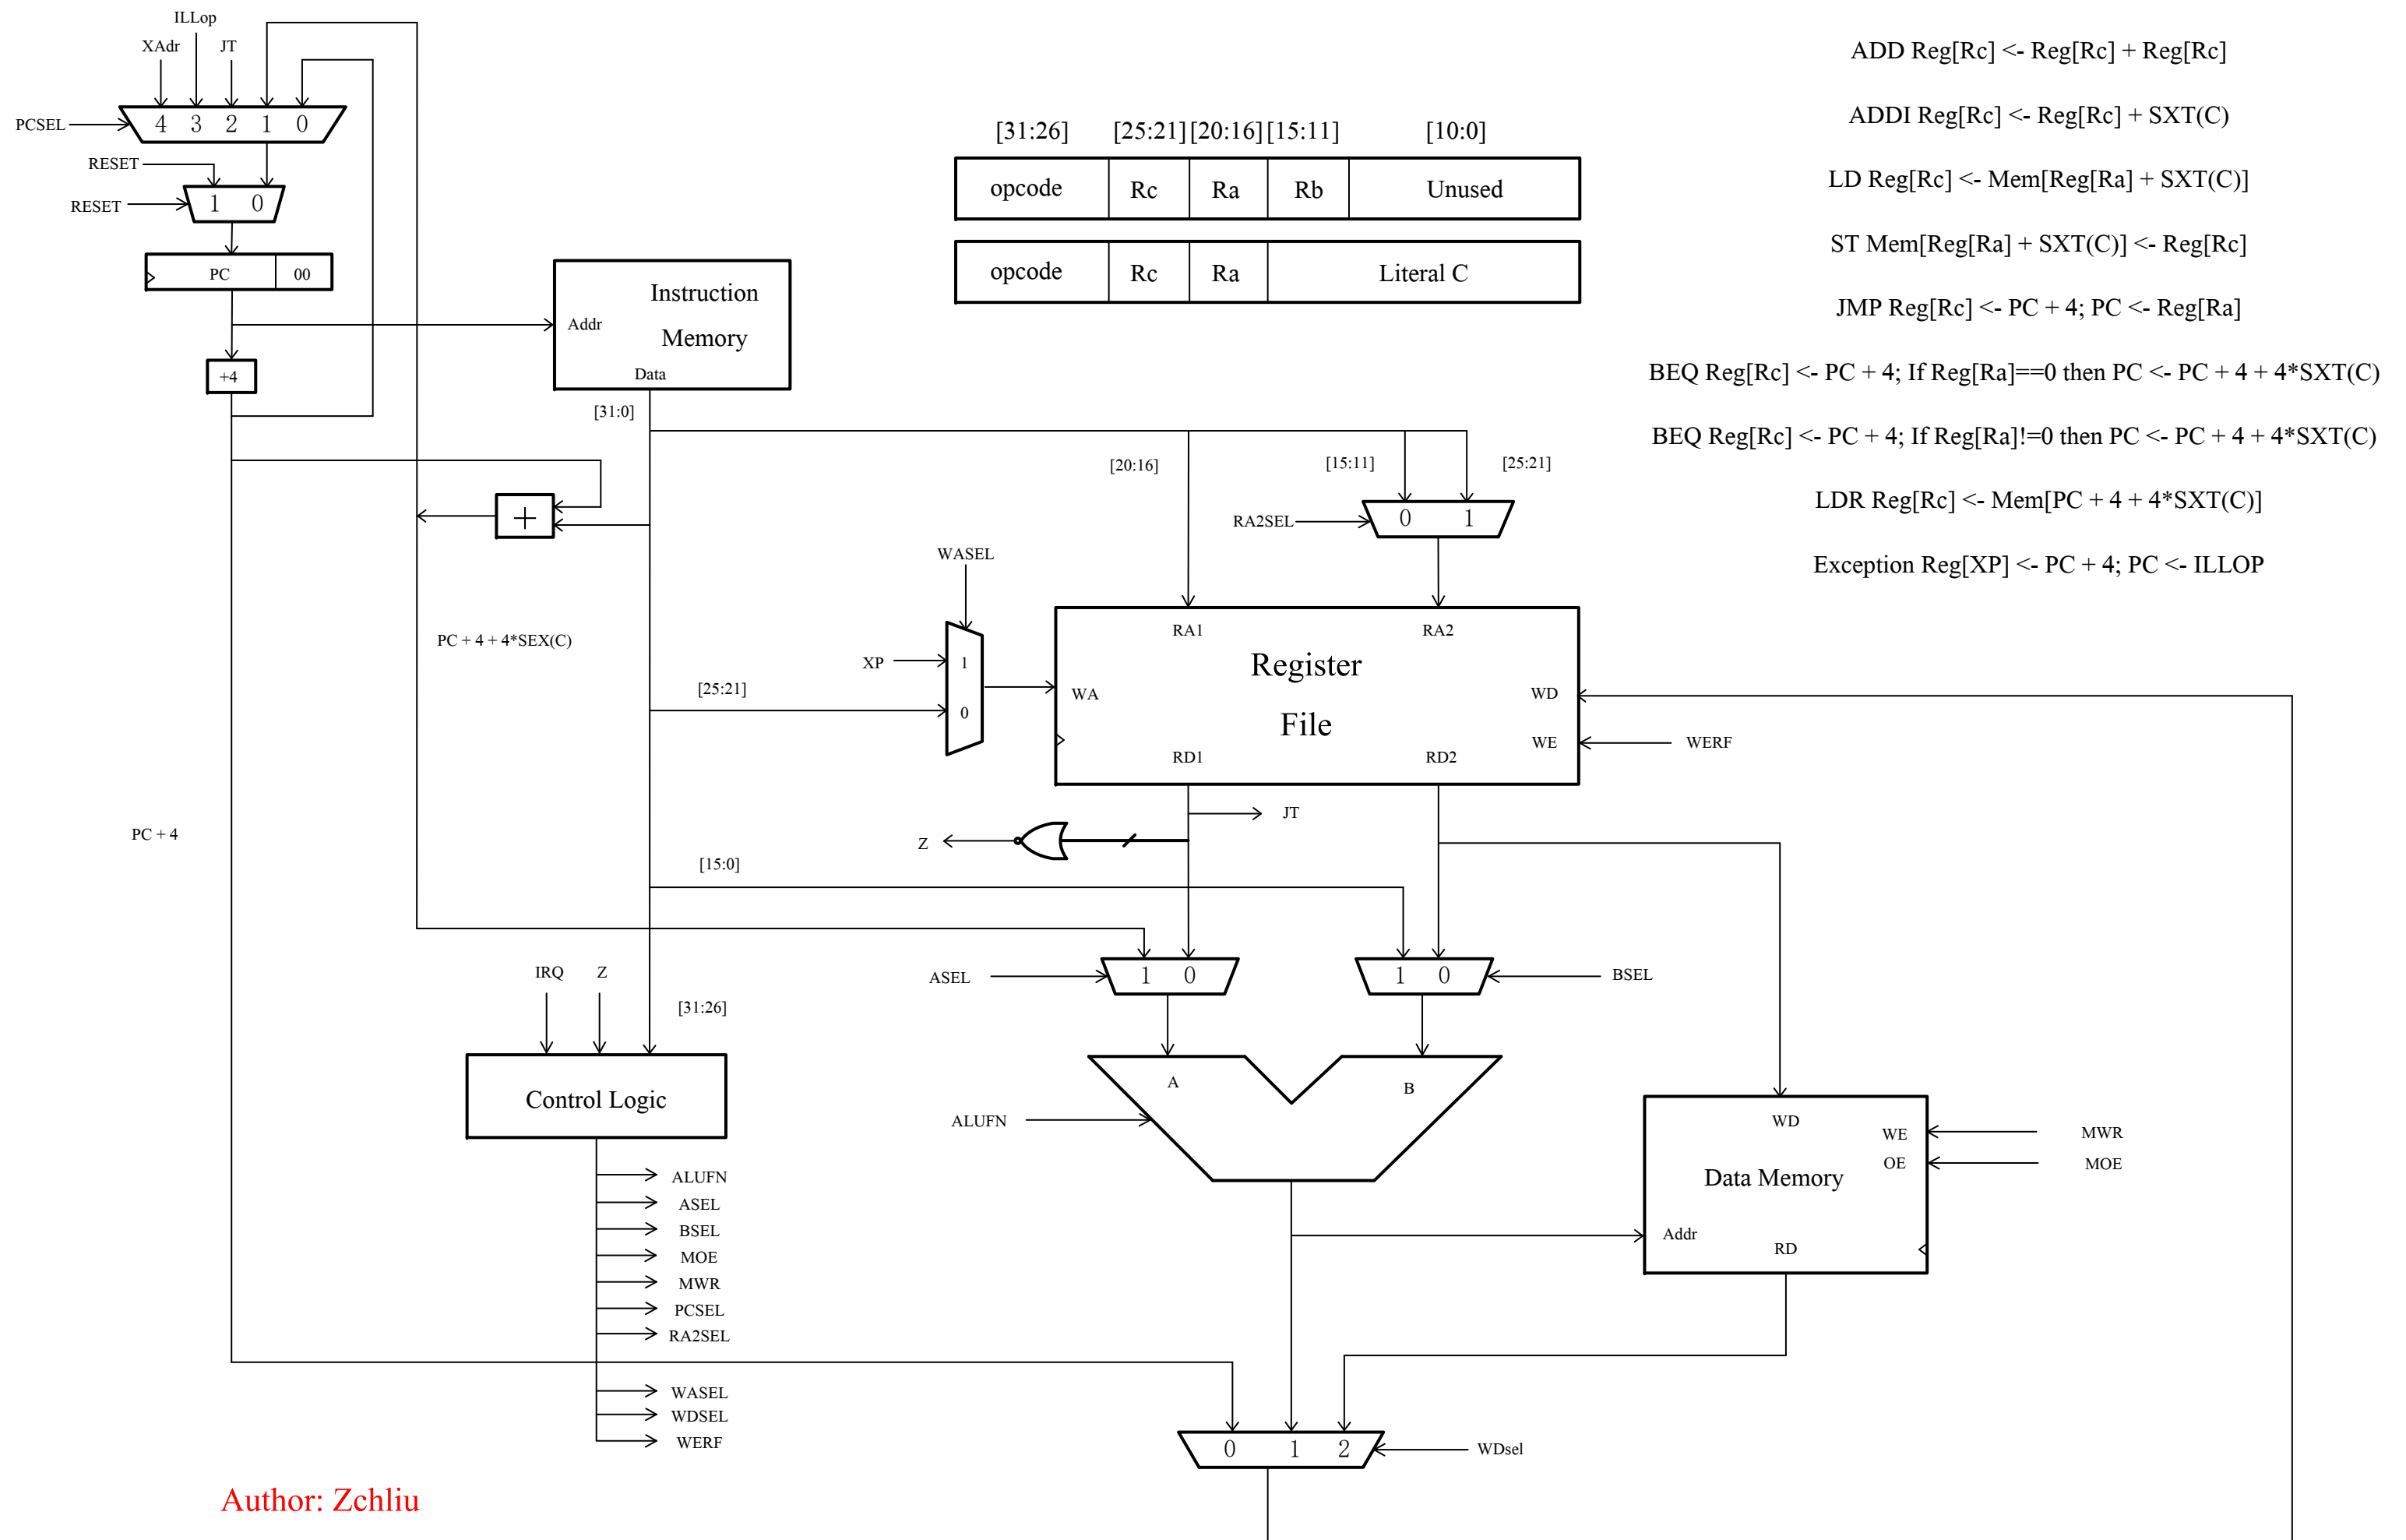 ILLop
XAdr
JT
PCSEL
4 3 2 1 0
RESET
RESET
1 0
PC
00
+4
Instruction
Memory
Addr
Data
[31:0]
[31:26] [25:21] [20:16] [15:11] [10:0]
opcode Rc Ra Rb Unused
opcode Rc Ra Literal C
ADD Reg[Rc] <- Reg[Rc] + Reg[Rc]
ADDI Reg[Rc] <- Reg[Rc] + SXT(C)
LD Reg[Rc] <- Mem[Reg[Ra] + SXT(C)]
ST Mem[Reg[Ra] + SXT(C)] <- Reg[Rc]
JMP Reg[Rc] <- PC + 4; PC <- Reg[Ra]
BEQ Reg[Rc] <- PC + 4; If Reg[Ra]==0 then PC <- PC + 4 + 4*SXT(C)
BEQ Reg[Rc] <- PC + 4; If Reg[Ra]!=0 then PC <- PC + 4 + 4*SXT(C)
LDR Reg[Rc] <- Mem[PC + 4 + 4*SXT(C)]
Exception Reg[XP] <- PC + 4; PC <- ILLOP
[20:16]
[15:11]
[25:21]
+
RA2SEL
0 1
WASEL
PC + 4 + 4*SEX(C)
XP
1
0
[25:21]
RA1
RA2
Register
File
WA
WD
WE
WERF
RD1
RD2
JT
Z
PC + 4
[15:0]
IRQ
Z
[31:26]
ASEL
1 0
1 0
BSEL
Control Logic
A
B
ALUFN
WD
WE
OE
MWR
MOE
Data Memory
Addr
RD
ALUFN
ASEL
BSEL
MOE
MWR
PCSEL
RA2SEL
WASEL
WDSEL
WERF
0 1 2
WDsel
Author: Zchliu